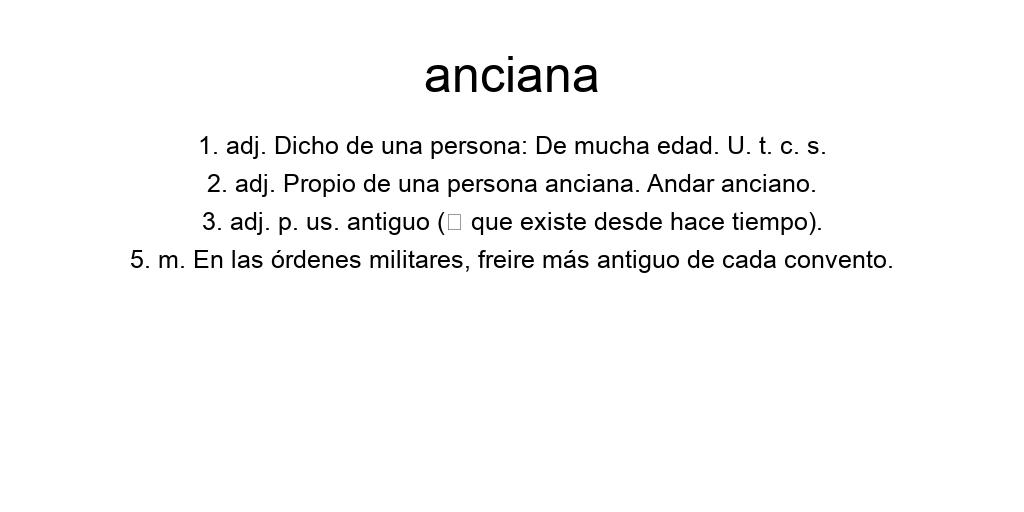 anciana
1. adj. Dicho de una persona: De mucha edad. U. t. c. s.
2. adj. Propio de una persona anciana. Andar anciano.
3. adj. p. us. antiguo (▯ que existe desde hace tiempo).
5. m. En las órdenes militares, freire más antiguo de cada convento.